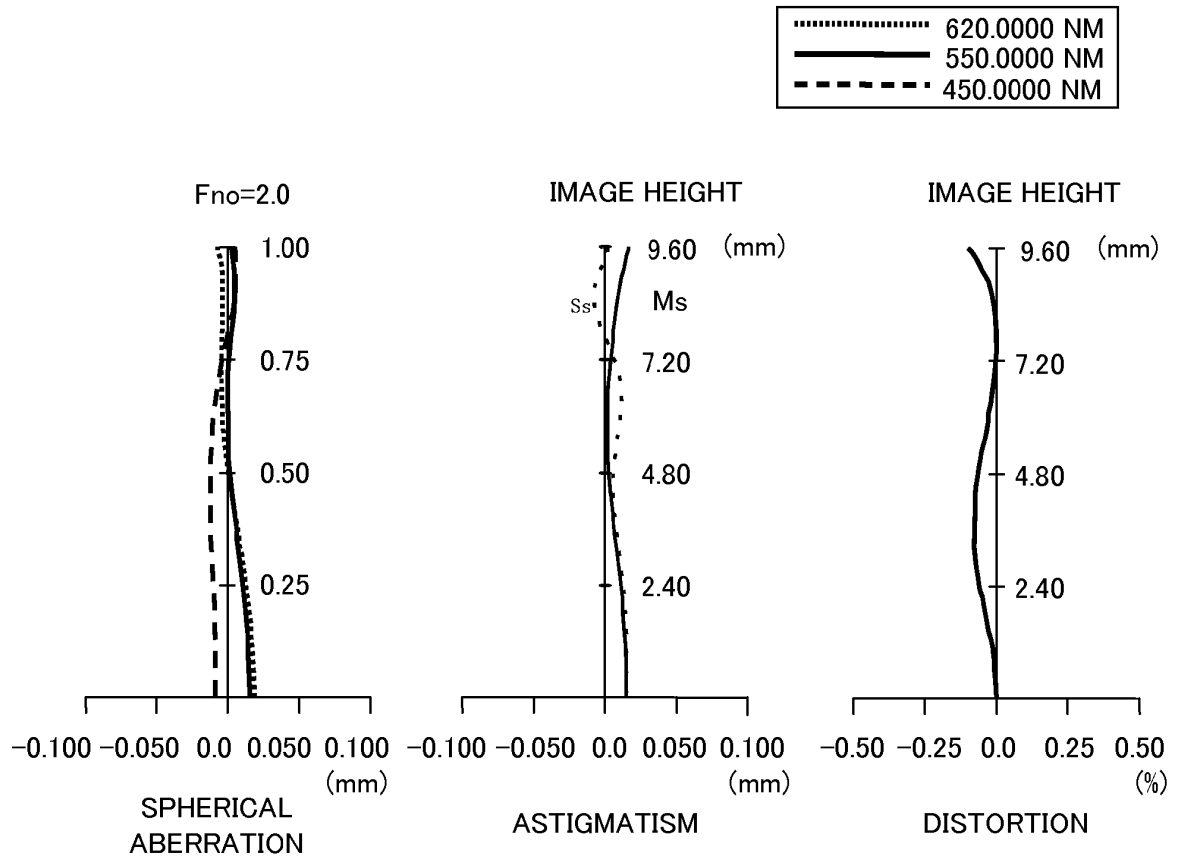 620.0000 NM
550.0000 NM
450.0000 NM
Fno=2.0
1.00
0.75
0.50
0.25
−0.100 −0.050 0.0 0.050 0.100
(mm)
SPHERICAL
ABERRATION
IMAGE HEIGHT
9.60 (mm)
Ss Ms
7.20
4.80
2.40
−0.100 −0.050 0.0 0.050 0.100
(mm)
ASTIGMATISM
IMAGE HEIGHT
9.60 (mm)
7.20
4.80
2.40
−0.50 −0.25 0.0 0.25 0.50
(%)
DISTORTION